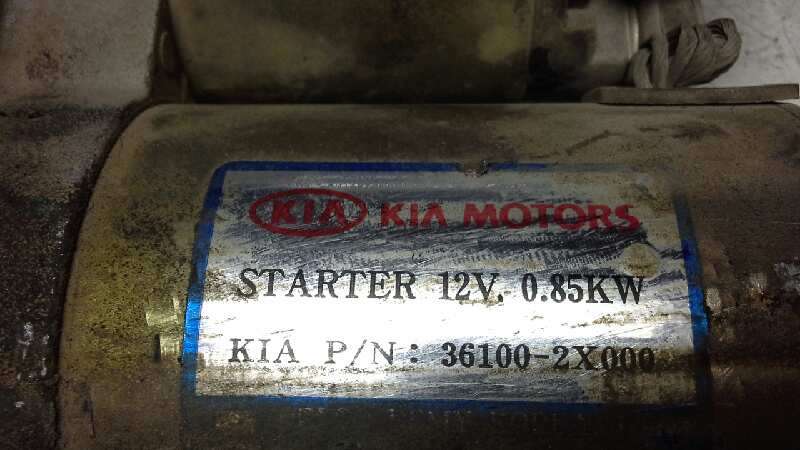 KIA KIA MOTORS
STARTER 12V, 0.85KW
KIA P/N: 36100-2X000